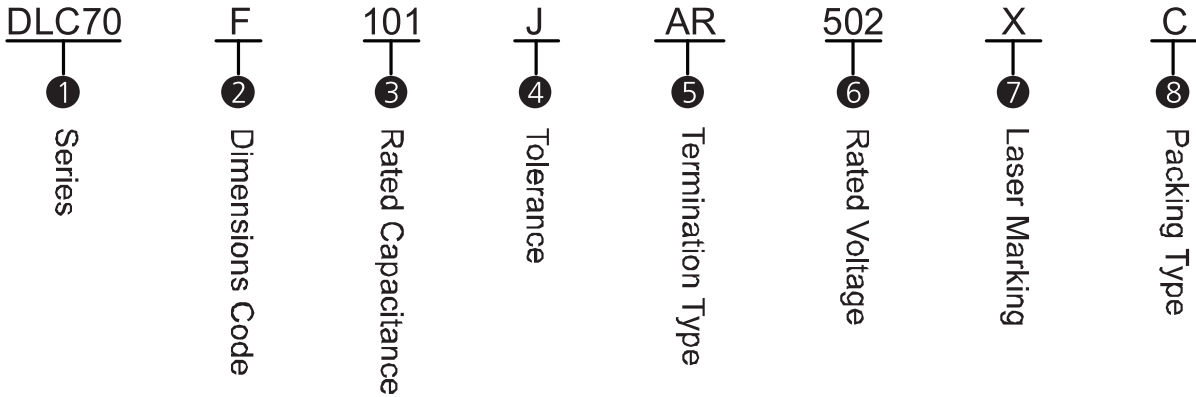 DLC70 F 101 J AR 502 X C
1 2 3 4 5 6 7 8
Series
Dimensions Code
Rated Capacitance
Tolerance
Termination Type
Rated Voltage
Laser Marking
Packing Type